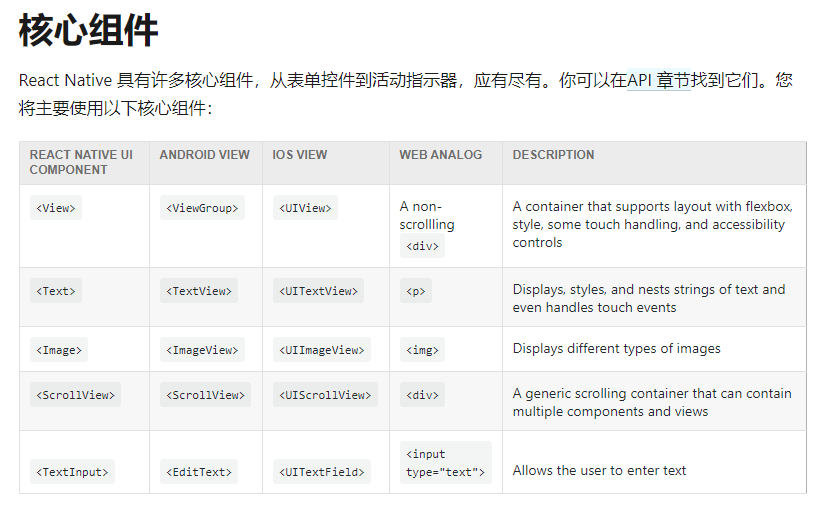 核心组件
React Native 具有许多核心组件，从表单控件到活动指示器，应有尽有。你可以在API 章节找到它们。您
将主要使用以下核心组件：
REACT NATIVE UI COMPONENT ANDROID VIEW IOS VIEW WEB ANALOG DESCRIPTION
<View> <ViewGroup> <UIView> A non-scrollling <div> A container that supports layout with flexbox, style, some touch handling, and accessibility controls
<Text> <TextView> <UITextView> <p> Displays, styles, and nests strings of text and even handles touch events
<Image> <ImageView> <UIImageView> <img> Displays different types of images
<ScrollView> <ScrollView> <UIScrollView> <div> A generic scrolling container that can contain multiple components and views
<TextInput> <EditText> <UITextField> <input type="text"> Allows the user to enter text